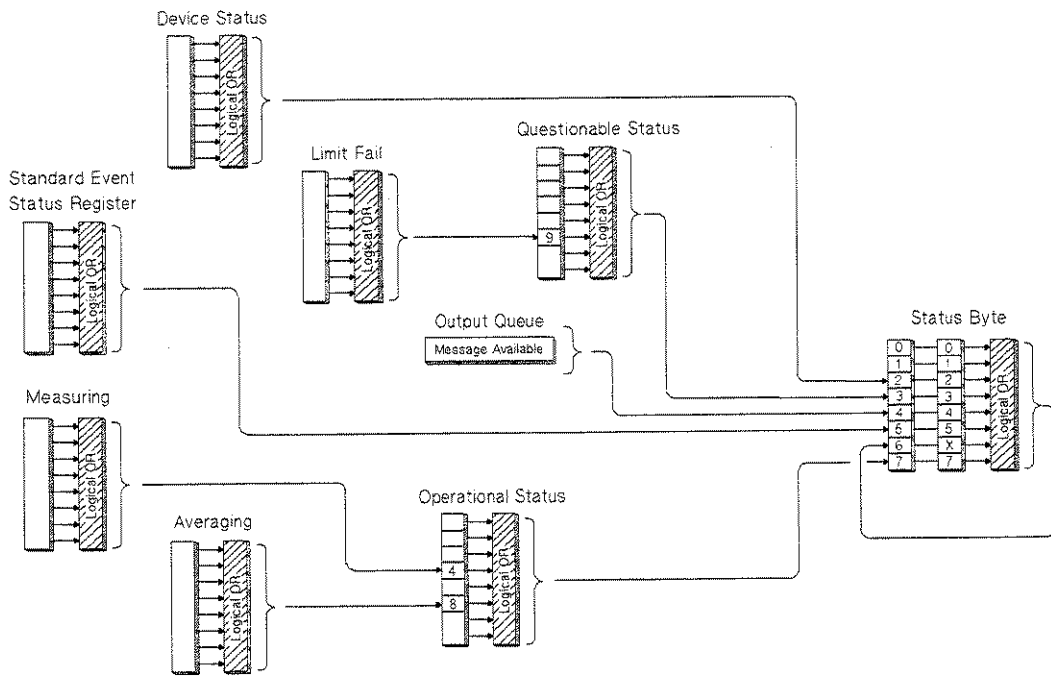 Device Status
Logical OR
Questionable Status
Limit Fail
Logical OR
9
Logical OR
Standard Event
Status Register
Logical OR
Output Queue
Message Available
Status Byte
0 0
1 1
2 2
3 3
4 4
5 5
6 X
7 7
Logical OR
Measuring
Logical OR
Operational Status
4
8
Logical OR
Averaging
Logical OR